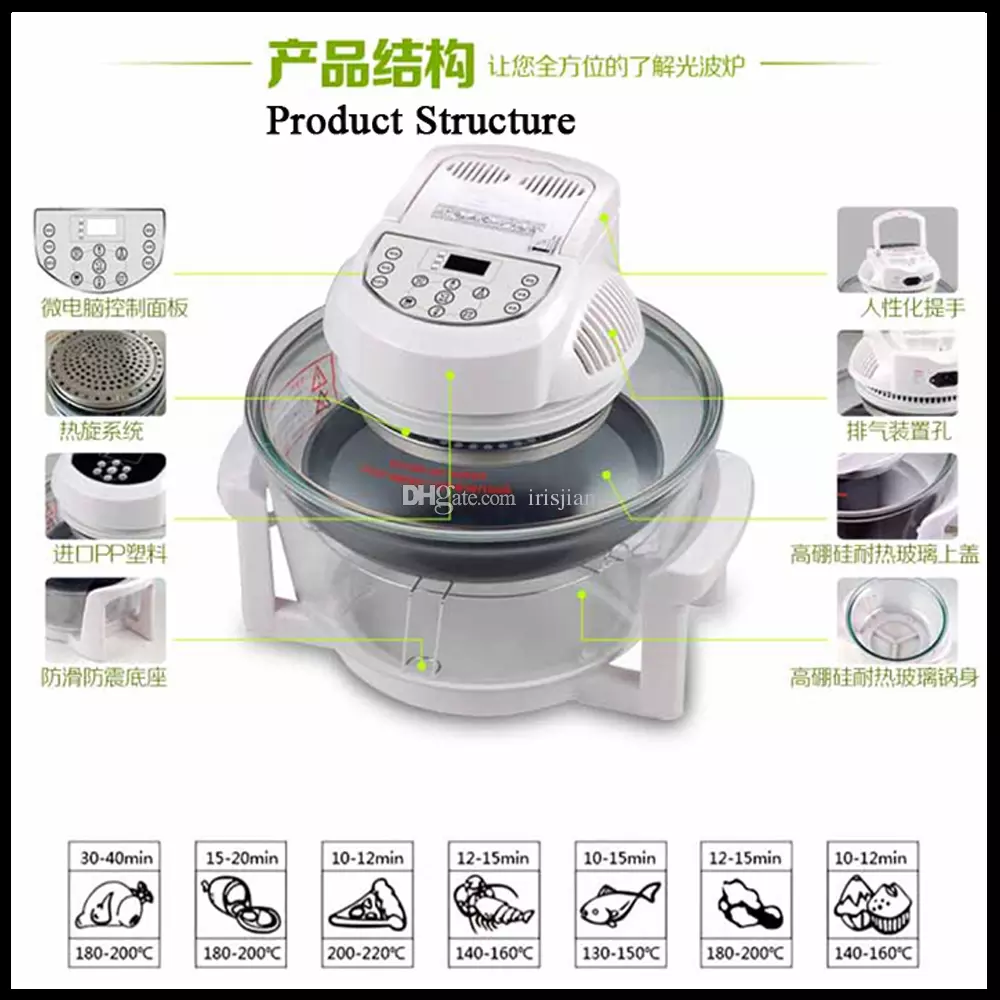 产品结构 让您全方位的了解光波炉
Product Structure
微电脑控制面板
人性化提手
热旋系统
排气装置孔
进口PP塑料
高硼硅耐热玻璃上盖
防滑防震底座
高硼硅耐热玻璃锅身
DHgate.com irisjian
30-40min 15-20min 10-12min 12-15min 10-15min 12-15min 10-12min
180-200℃ 180-200℃ 200-220℃ 140-160℃ 130-150℃ 180-200℃ 140-160℃